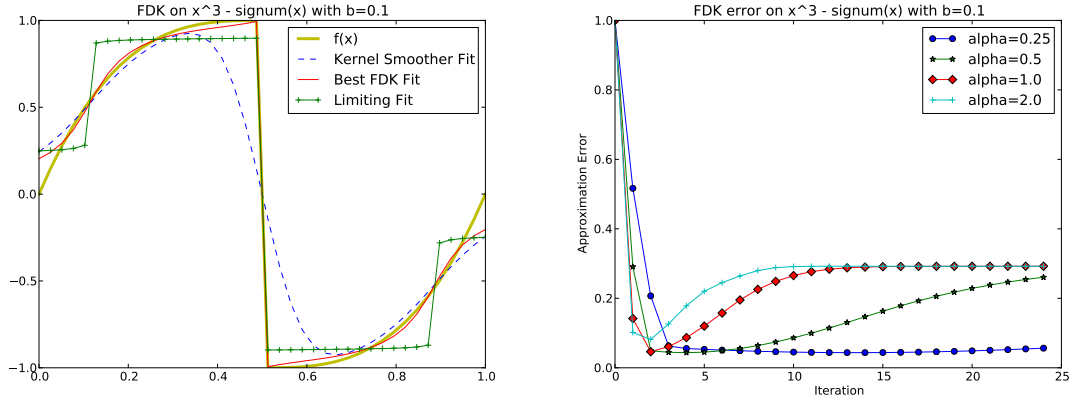 FDK on x^3 - signum(x) with b=0.1
1.0
0.5
0.0
−0.5
−1.0
0.0 0.2 0.4 0.6 0.8 1.0
f(x)
Kernel Smoother Fit
Best FDK Fit
Limiting Fit
FDK error on x^3 - signum(x) with b=0.1
Approximation Error
1.0
0.8
0.6
0.4
0.2
0.0
0 5 10 15 20 25
Iteration
alpha=0.25
alpha=0.5
alpha=1.0
alpha=2.0